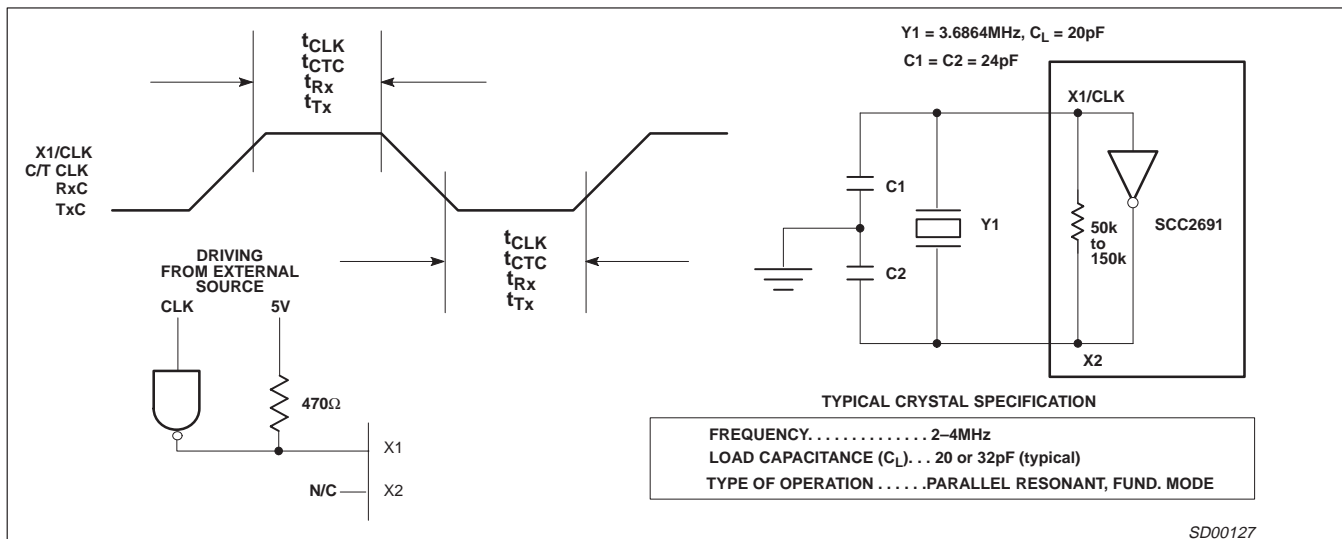 tCLK
tCTC
tRx
tTx
X1/CLK
C/T CLK
RxC
TxC
tCLK
tCTC
tRx
tTx
DRIVING
FROM EXTERNAL
SOURCE
CLK
5V
470Ω
X1
N/C
X2
Y1 = 3.6864MHz, CL = 20pF
C1 = C2 = 24pF
X1/CLK
C1
Y1
C2
50k
to
150k
SCC2691
X2
TYPICAL CRYSTAL SPECIFICATION
FREQUENCY. . . . . . . . . . . . . . 2–4MHz
LOAD CAPACITANCE (CL). . . 20 or 32pF (typical)
TYPE OF OPERATION . . . . . .PARALLEL RESONANT, FUND. MODE
SD00127